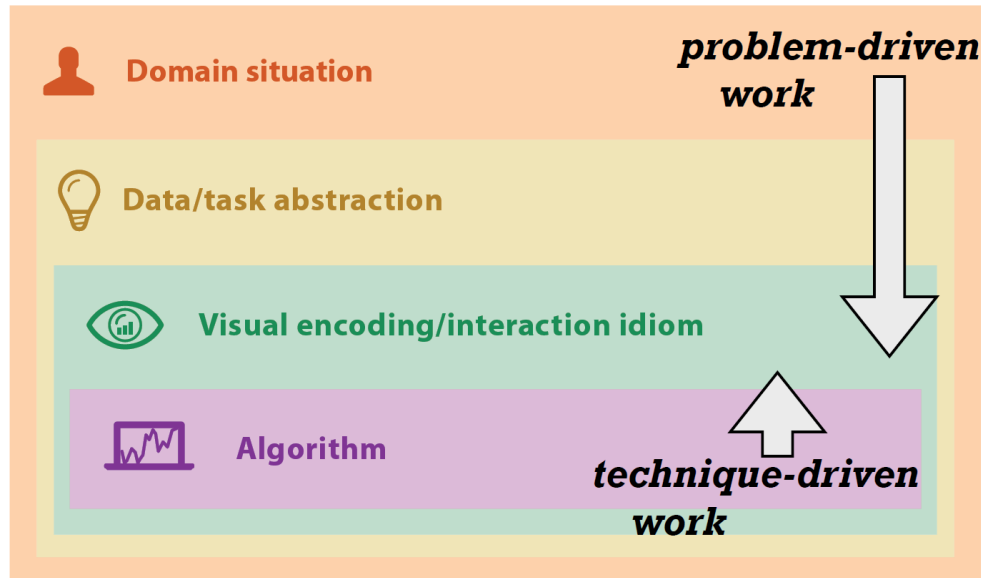 problem-driven
work
Domain situation
Data/task abstraction
Visual encoding/interaction idiom
Algorithm
technique-driven
work